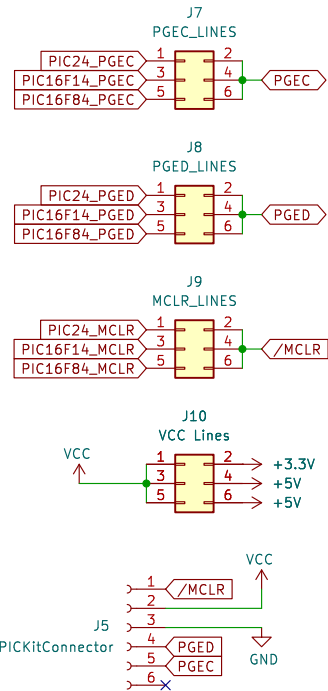 J7
PGEC_LINES
PIC24_PGEC 1 2
PIC16F14_PGEC 3 4 PGEC
PIC16F84_PGEC 5 6
J8
PGED_LINES
PIC24_PGED 1 2
PIC16F14_PGED 3 4 PGED
PIC16F84_PGED 5 6
J9
MCLR_LINES
PIC24_MCLR 1 2
PIC16F14_MCLR 3 4 /MCLR
PIC16F84_MCLR 5 6
J10
VCC Lines
VCC
1 2 +3.3V
3 4 +5V
5 6 +5V
VCC
1 /MCLR
2
J5 3
PICKitConnector 4 PGED
GND
5 PGEC
6